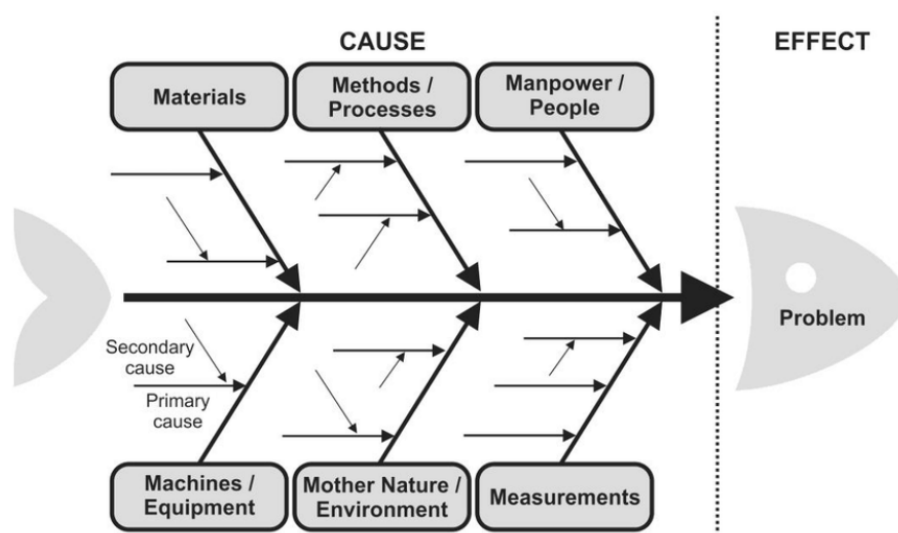 CAUSE
EFFECT
Materials
Methods /
Processes
Manpower /
People
Problem
Secondary
cause
Primary
cause
Machines /
Equipment
Mother Nature /
Environment
Measurements